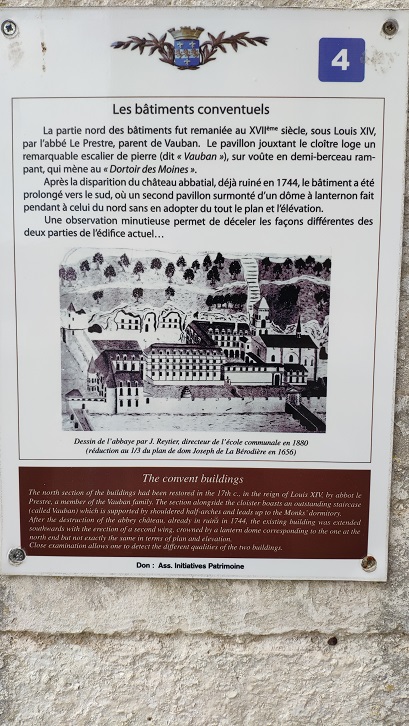 4
Les bâtiments conventuels
La partie nord des bâtiments fut remaniée au XVIIème siècle, sous Louis XIV,
par l'abbé Le Prestre, parent de Vauban. Le pavillon jouxtant le cloître loge un
remarquable escalier de pierre (dit « Vauban »), sur voûte en demi-berceau ram-
pant, qui mène au « Dortoir des Moines ».
Après la disparition du château abbatial, déjà ruiné en 1744, le bâtiment a été
prolongé vers le sud, où un second pavillon surmonté d'un dôme à lanternon fait
pendant à celui du nord sans en adopter du tout le plan et l'élévation.
Une observation minutieuse permet de déceler les façons différentes des
deux parties de l'édifice actuel...
Dessin de l'abbaye par J. Reytier, directeur de l'école communale en 1880
(réduction au 1/3 du plan de dom Joseph de La Bérodière en 1656)
The convent buildings
The north section of the buildings had been restored in the 17th c., in the reign of Louis XIV, by abbot le
Prestre, a member of the Vauban family. The section alongside the cloister boasts an outstanding staircase
(called Vauban) which is supported by shouldered half-arches and leads up to the Monks' dormitory.
After the destruction of the abbey château, already in ruins in 1744, the existing building was extended
southwards with the erection of a second wing, crowned by a lantern dome corresponding to the one at the
north end but not exactly the same in terms of plan and elevation.
Close examination allows one to detect the different qualities of the two buildings.
Don : Ass. Initiatives Patrimoine